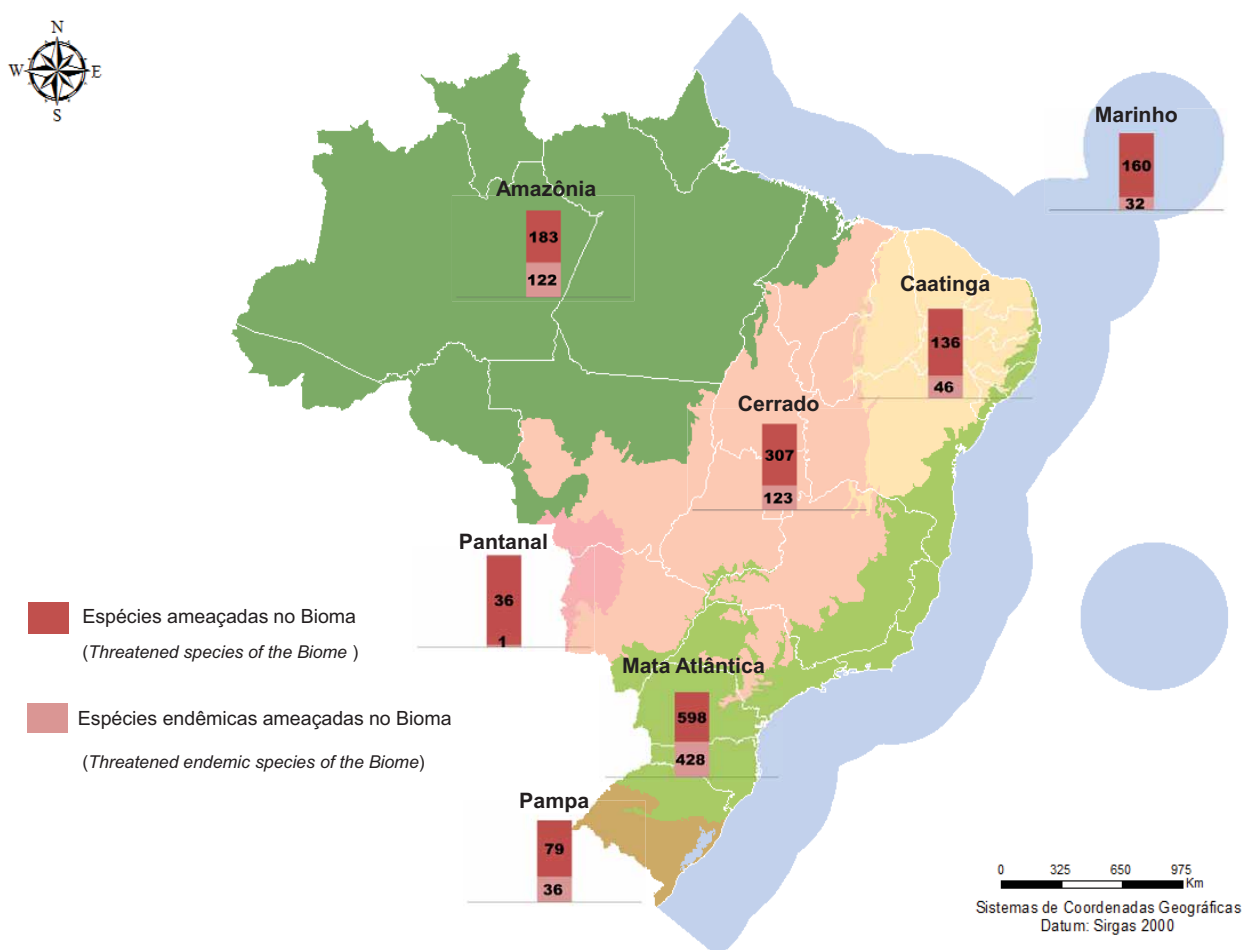 N
W E
S
Marinho
160
32
Amazônia
183
122
Caatinga
136
46
Cerrado
307
123
Pantanal
36
1
Espécies ameaçadas no Bioma
(Threatened species of the Biome )
Espécies endêmicas ameaçadas no Bioma
(Threatened endemic species of the Biome)
Mata Atlântica
598
428
Pampa
79
36
0 325 650 975
Km
Sistemas de Coordenadas Geográficas
Datum: Sirgas 2000